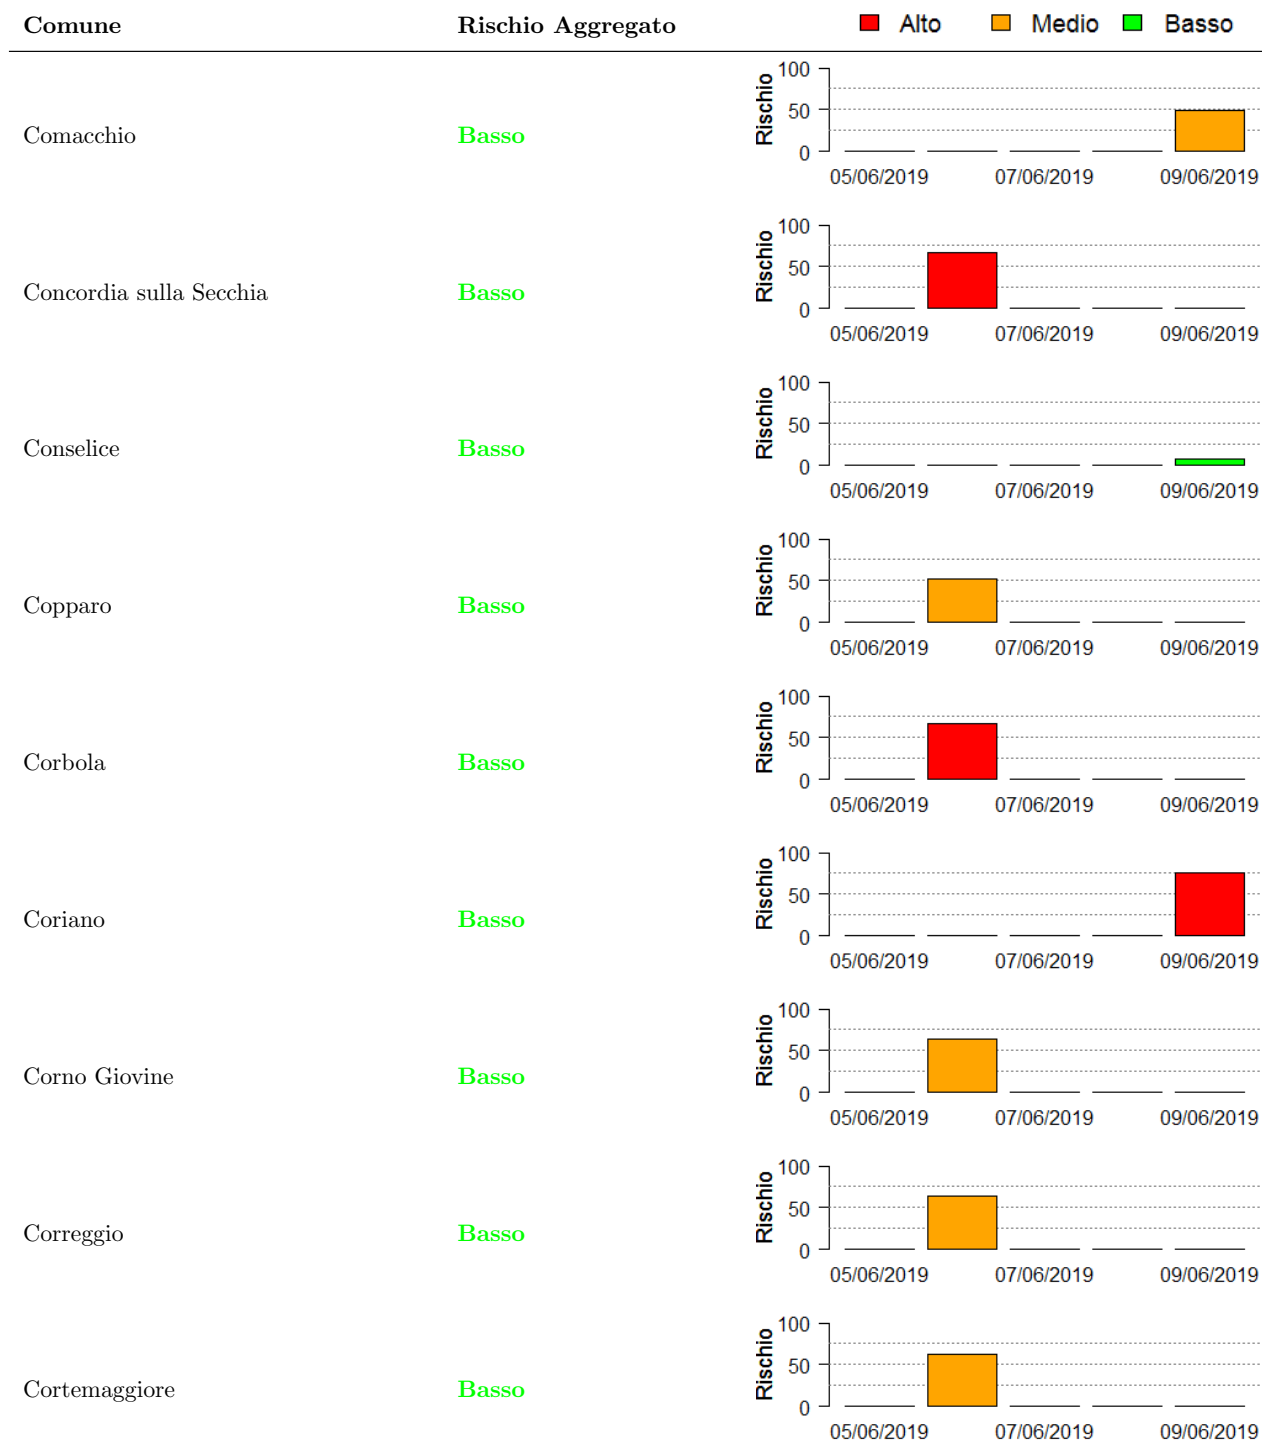 Comune Rischio Aggregato Alto Medio Basso
Comacchio Basso
Rischio
100
50
0
05/06/2019 07/06/2019 09/06/2019
Concordia sulla Secchia Basso
Rischio
100
50
0
05/06/2019 07/06/2019 09/06/2019
Conselice Basso
Rischio
100
50
0
05/06/2019 07/06/2019 09/06/2019
Copparo Basso
Rischio
100
50
0
05/06/2019 07/06/2019 09/06/2019
Corbola Basso
Rischio
100
50
0
05/06/2019 07/06/2019 09/06/2019
Coriano Basso
Rischio
100
50
0
05/06/2019 07/06/2019 09/06/2019
Corno Giovine Basso
Rischio
100
50
0
05/06/2019 07/06/2019 09/06/2019
Correggio Basso
Rischio
100
50
0
05/06/2019 07/06/2019 09/06/2019
Cortemaggiore Basso
Rischio
100
50
0
05/06/2019 07/06/2019 09/06/2019